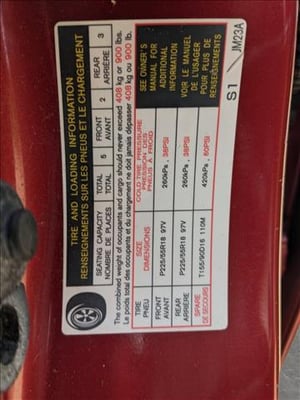 TIRE AND LOADING INFORMATION
RENSEIGNEMENTS SUR LES PNEUS ET LE CHARGEMENT
SEATING CAPACITY TOTAL 5 FRONT 2 REAR 3
NOMBRE DE PLACES TOTAL AVANT ARRIÈRE
The combined weight of occupants and cargo should never exceed 408 kg or 900 lbs.
Le poids total des occupants et du chargement ne doit jamais dépasser 408 kg ou 900 lb.
TIRE SIZE COLD TIRE PRESSURE
PNEU DIMENSIONS PRESSION DES PNEUS À FROID
FRONT P225/55R18 97V 260kPa, 38PSI
AVANT
REAR P225/55R18 97V 260kPa, 38PSI
ARRIÈRE
SPARE T155/90D16 110M 420kPa, 60PSI
DE SECOURS
SEE OWNER'S
MANUAL FOR
ADDITIONAL
INFORMATION
VOIR LE MANUEL
DE L'USAGER
POUR PLUS DE
RENSEIGNEMENTS
S1 JM23A